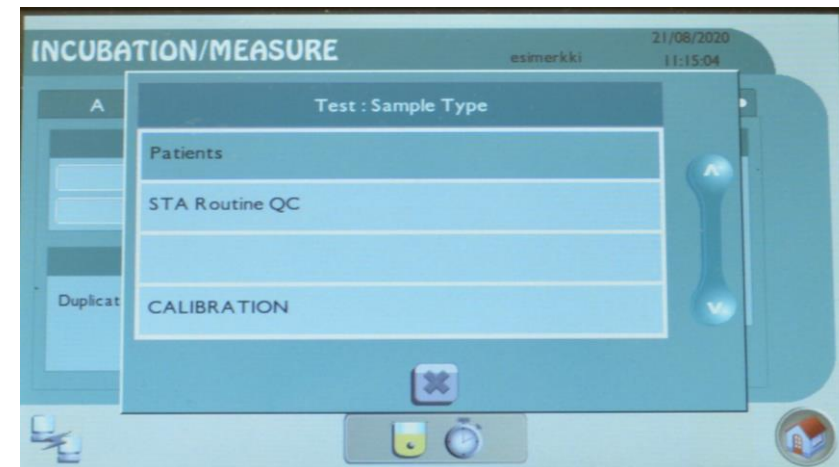 INCUBATION/MEASURE
esimerkki
21/08/2020
11:15:04
A
Test : Sample Type
Patients
STA Routine QC
CALIBRATION
Duplicat